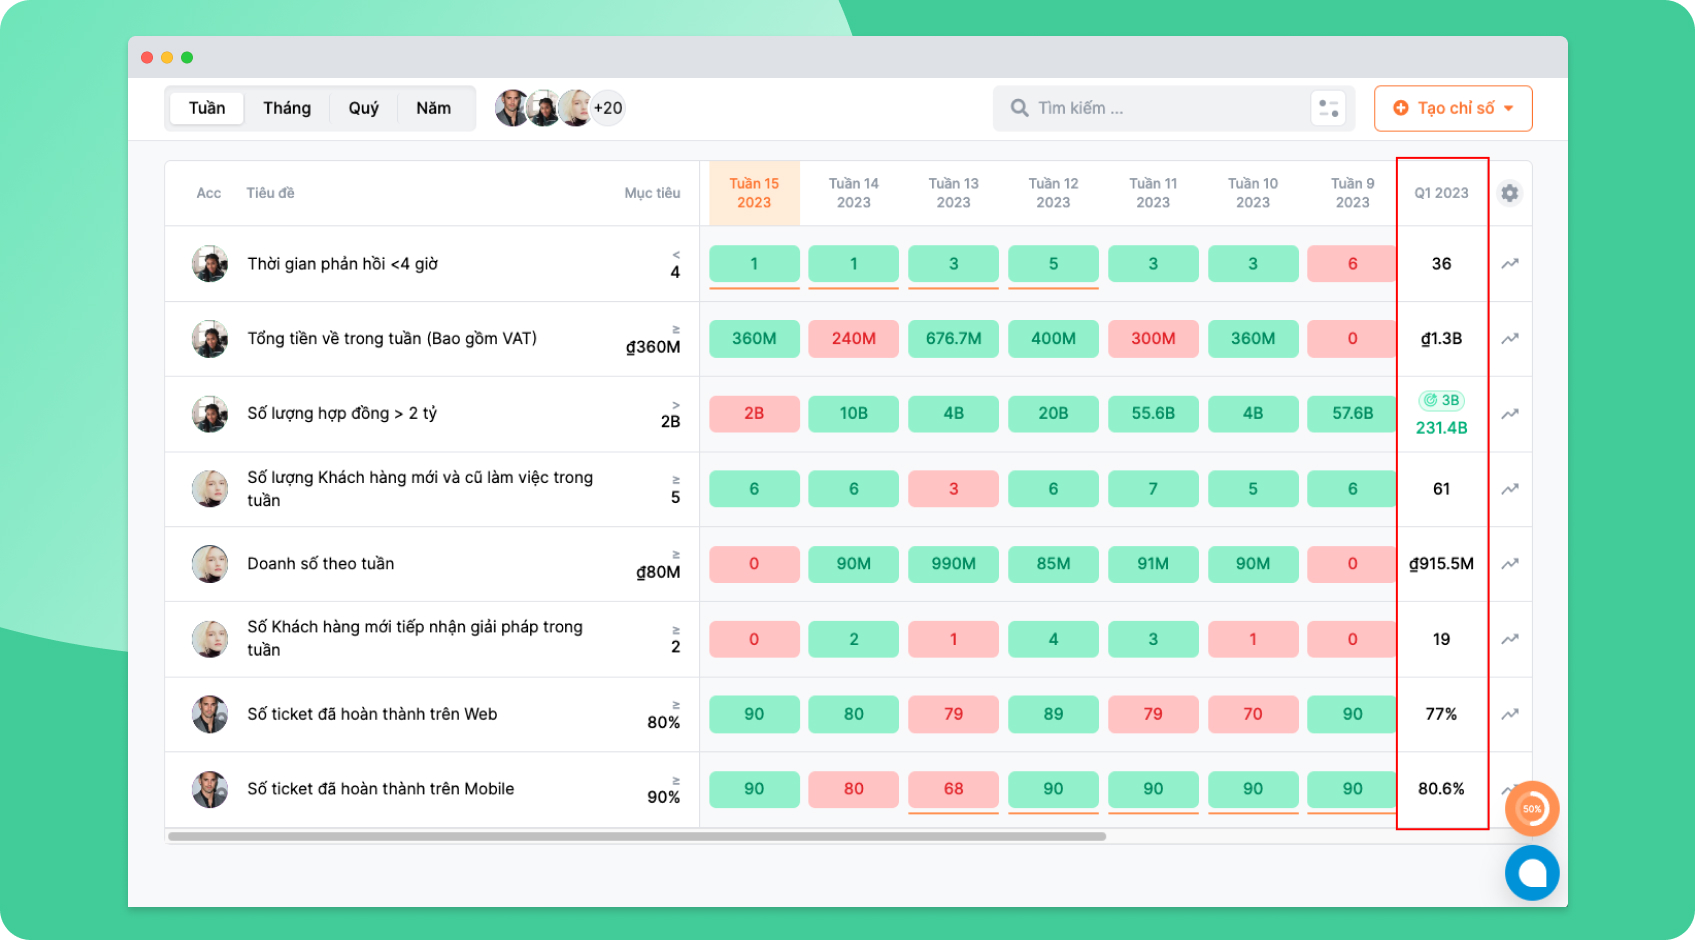 Tuần Tháng Quý Năm +20 Tìm kiếm ... Tạo chỉ số
Acc Tiêu đề Mục tiêu Tuần 15 Tuần 14 Tuần 13 Tuần 12 Tuần 11 Tuần 10 Tuần 9 Q1 2023
2023 2023 2023 2023 2023 2023 2023
Thời gian phản hồi <4 giờ < 4 1 1 3 5 3 3 6 36
Tổng tiền về trong tuần (Bao gồm VAT) ≥ ₫360M 360M 240M 676.7M 400M 300M 360M 0 ₫1.3B
Số lượng hợp đồng > 2 tỷ > 2B 2B 10B 4B 20B 55.6B 4B 57.6B 3B
231.4B
Số lượng Khách hàng mới và cũ làm việc trong
tuần ≥ 5 6 6 3 6 7 5 6 61
Doanh số theo tuần ≥ ₫80M 0 90M 990M 85M 91M 90M 0 ₫915.5M
Số Khách hàng mới tiếp nhận giải pháp trong
tuần ≥ 2 0 2 1 4 3 1 0 19
Số ticket đã hoàn thành trên Web ≥ 80% 90 80 79 89 79 70 90 77%
Số ticket đã hoàn thành trên Mobile ≥ 90% 90 80 68 90 90 90 90 80.6%
50%